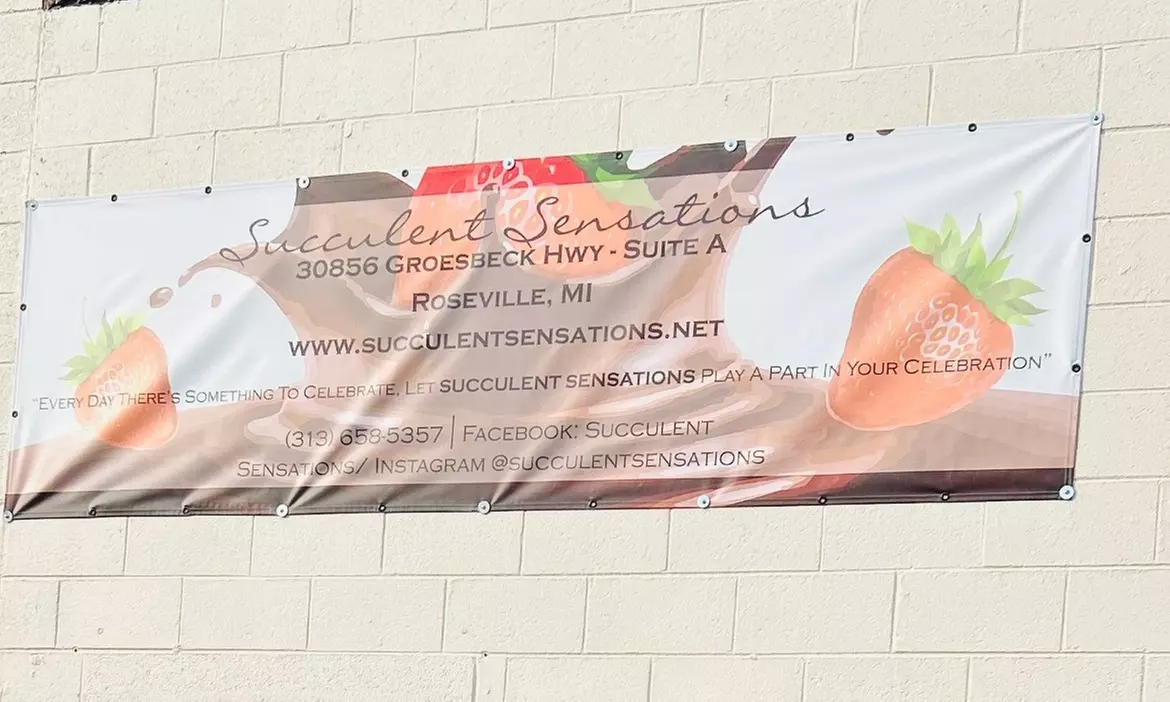 Succulent Sensations
30856 Groesbeck Hwy - Suite A
Roseville, MI
www.succulentsensations.net
"Every Day There's Something To Celebrate, Let succulent sensations Play A PArt In Your Celebration"
(313) 658-5357 | Facebook: Succulent
Sensations/ Instagram @succulentsensations